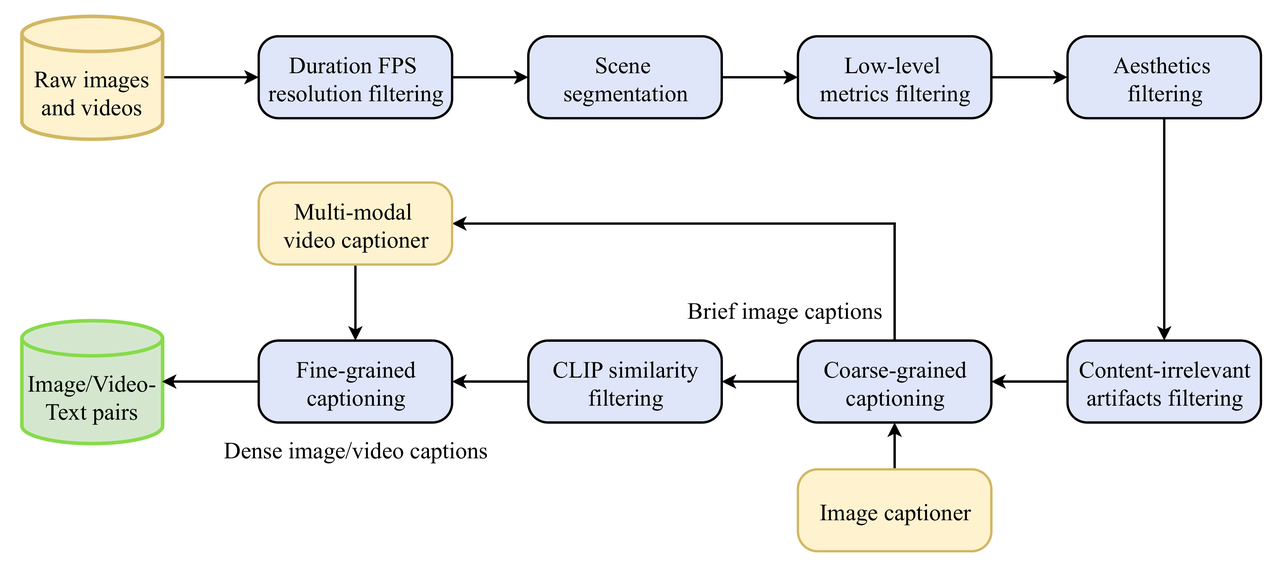 Raw images
and videos
Duration FPS
resolution filtering
Scene
segmentation
Low-level
metrics filtering
Aesthetics
filtering
Multi-modal
video captioner
Brief image captions
Image/Video-
Text pairs
Fine-grained
captioning
CLIP similarity
filtering
Coarse-grained
captioning
Content-irrelevant
artifacts filtering
Dense image/video captions
Image captioner